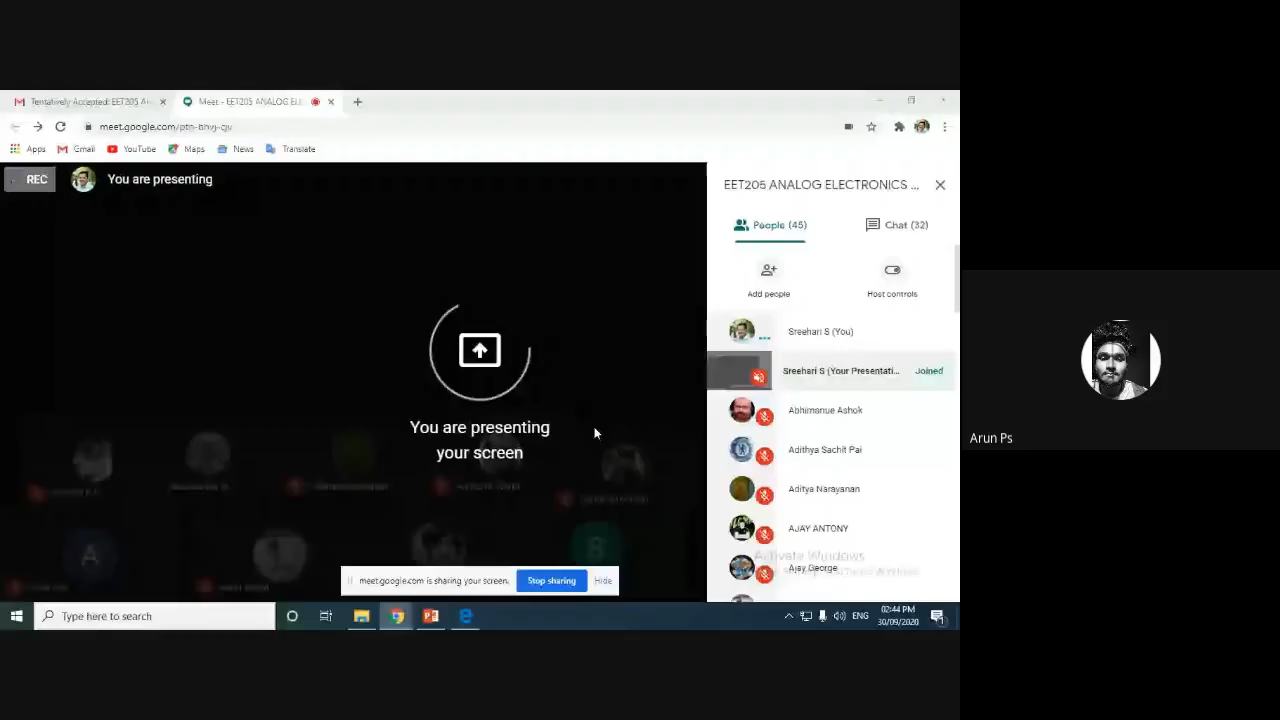 Tentatively Accepted: EET205 A
Meet - EET205 ANALOG EL
meet.google.com/
Apps
Gmail
YouTube
Maps
News
Translate
REC
You are presenting
EET205 ANALOG ELECTRONICS ...
People (45)
Chat (32)
Add people
Host controls
Sreehari S (You)
Sreehari S (Your Presentati...
Joined
Abhimanue Ashok
Adithya Sachit Pai
Aditya Narayanan
AJAY ANTONY
Ajay George
You are presenting
your screen
A
B
Activate Windows
meet.google.com is sharing your screen.
Stop sharing
Hide
Type here to search
ENG
02:44 PM
30/09/2020
Arun Ps